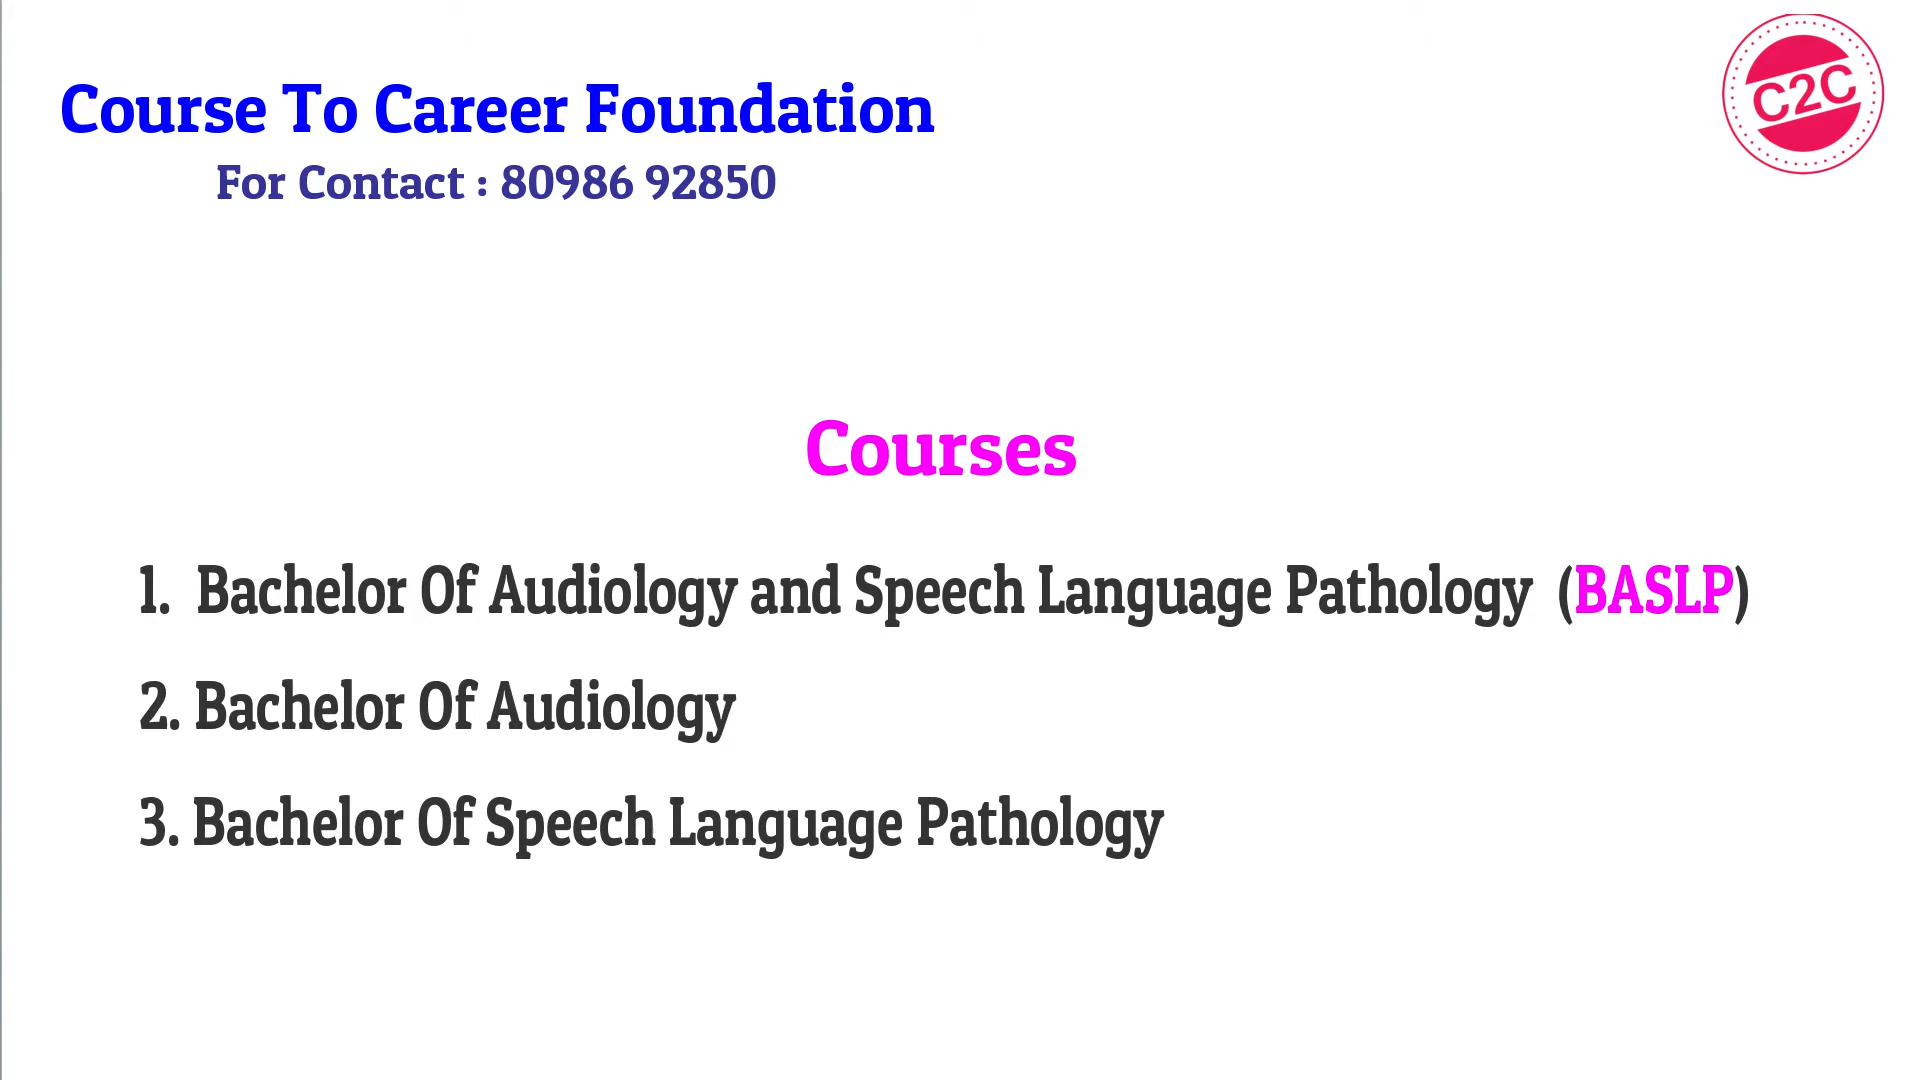 Course To Career Foundation
For Contact : 80986 92850
C2C
Courses
1. Bachelor Of Audiology and Speech Language Pathology (BASLP)
2. Bachelor Of Audiology
3. Bachelor Of Speech Language Pathology